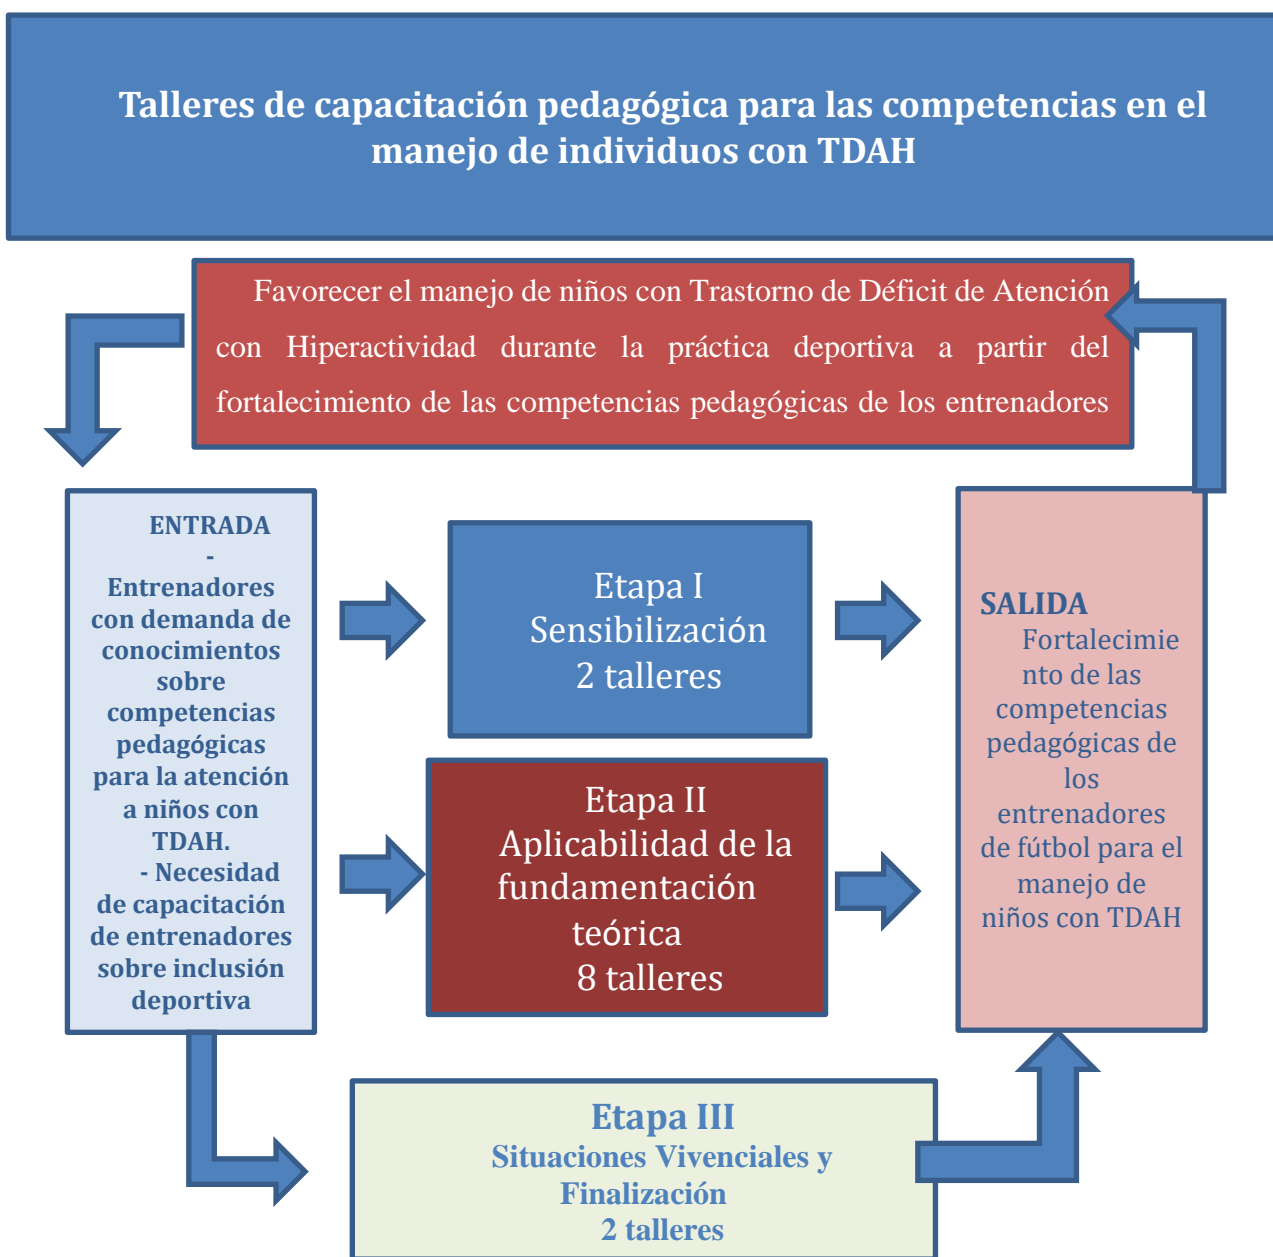 Talleres de capacitación pedagógica para las competencias en el
manejo de individuos con TDAH
Favorecer el manejo de niños con Trastorno de Déficit de Atención
con Hiperactividad durante la práctica deportiva a partir del
fortalecimiento de las competencias pedagógicas de los entrenadores
ENTRADA
-
Entrenadores
con demanda de
conocimientos
sobre
competencias
pedagógicas
para la atención
a niños con
TDAH.
- Necesidad
de capacitación
de entrenadores
sobre inclusión
deportiva
Etapa I
Sensibilización
2 talleres
Etapa II
Aplicabilidad de la
fundamentación
teórica
8 talleres
Etapa III
Situaciones Vivenciales y
Finalización
2 talleres
SALIDA
Fortalecimie
nto de las
competencias
pedagógicas de
los
entrenadores
de fútbol para el
manejo de
niños con TDAH